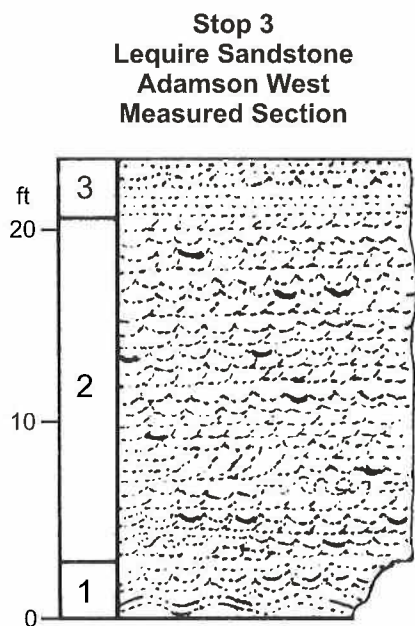 Stop 3
Lequire Sandstone
Adamson West
Measured Section
ft
3
20
2
10
1
0